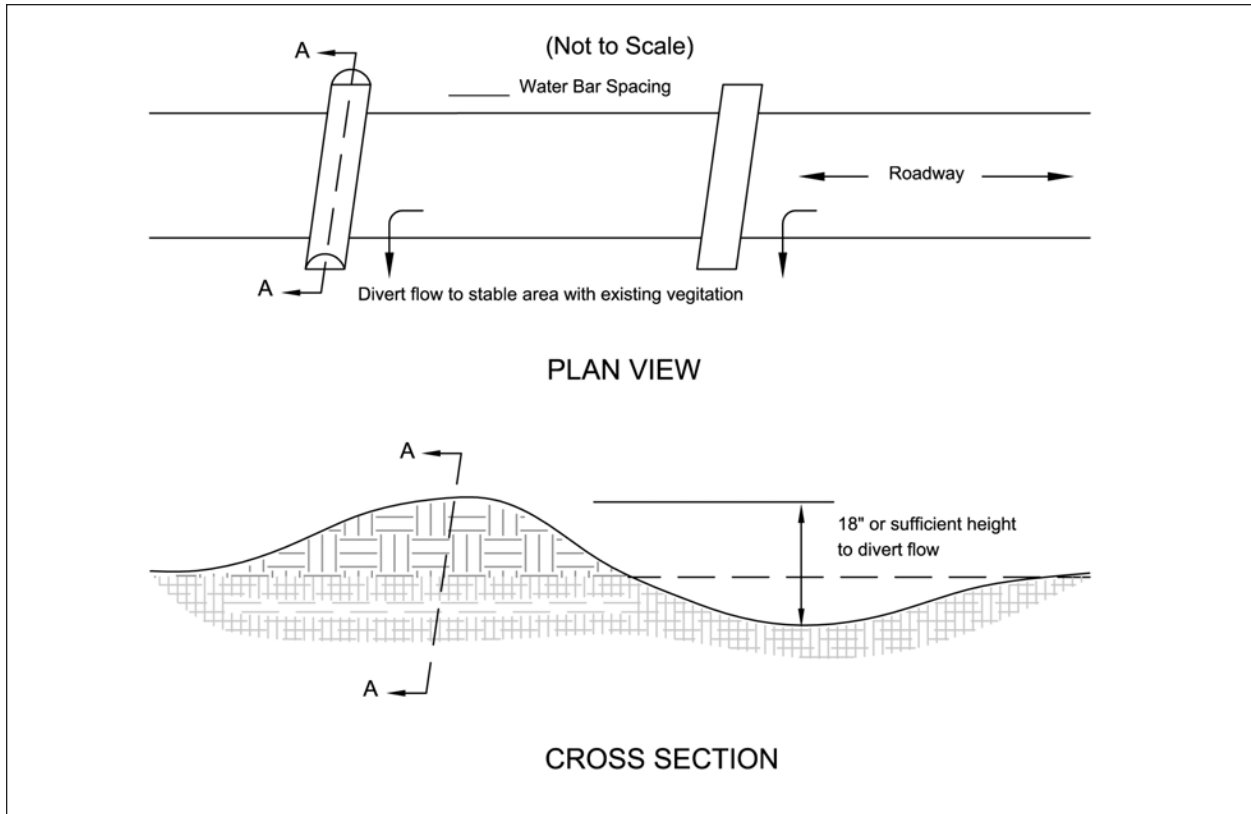 (Not to Scale)
A
Water Bar Spacing
Roadway
A
Divert flow to stable area with existing vegitation
PLAN VIEW
A
18" or sufficient height
to divert flow
A
CROSS SECTION